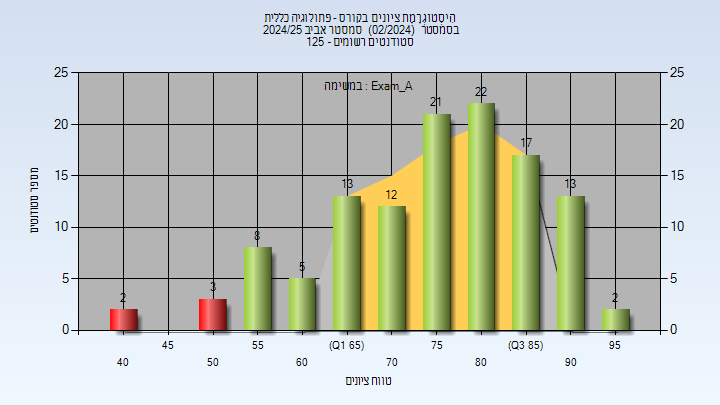 היסטוגרמת ציונים בקורס - פתולוגיה כללית
בסמסטר (02/2024) סמסטר אביב 2024/25
סטודנטים רשומים - 125
במשימה : Exam_A
25 25
20 20
15 15
10 10
5 5
0 0
2 3 8 5 13 12 21 22 17 13 2
מספר סטודנטים
40 45 50 55 60 (Q1 65) 70 75 80 (Q3 85) 90 95
טווח ציונים